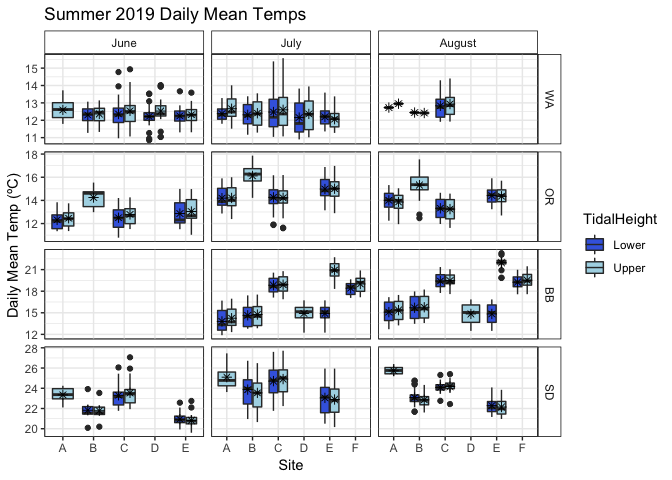 Summer 2019 Daily Mean Temps
June July August
15
14
13
12
11
WA
18
16
14
12
OR
Daily Mean Temp (ºC)
21
18
15
12
BB
28
26
24
22
20
SD
A B C D E F A B C D E F A B C D E F
Site
TidalHeight
Lower
Upper